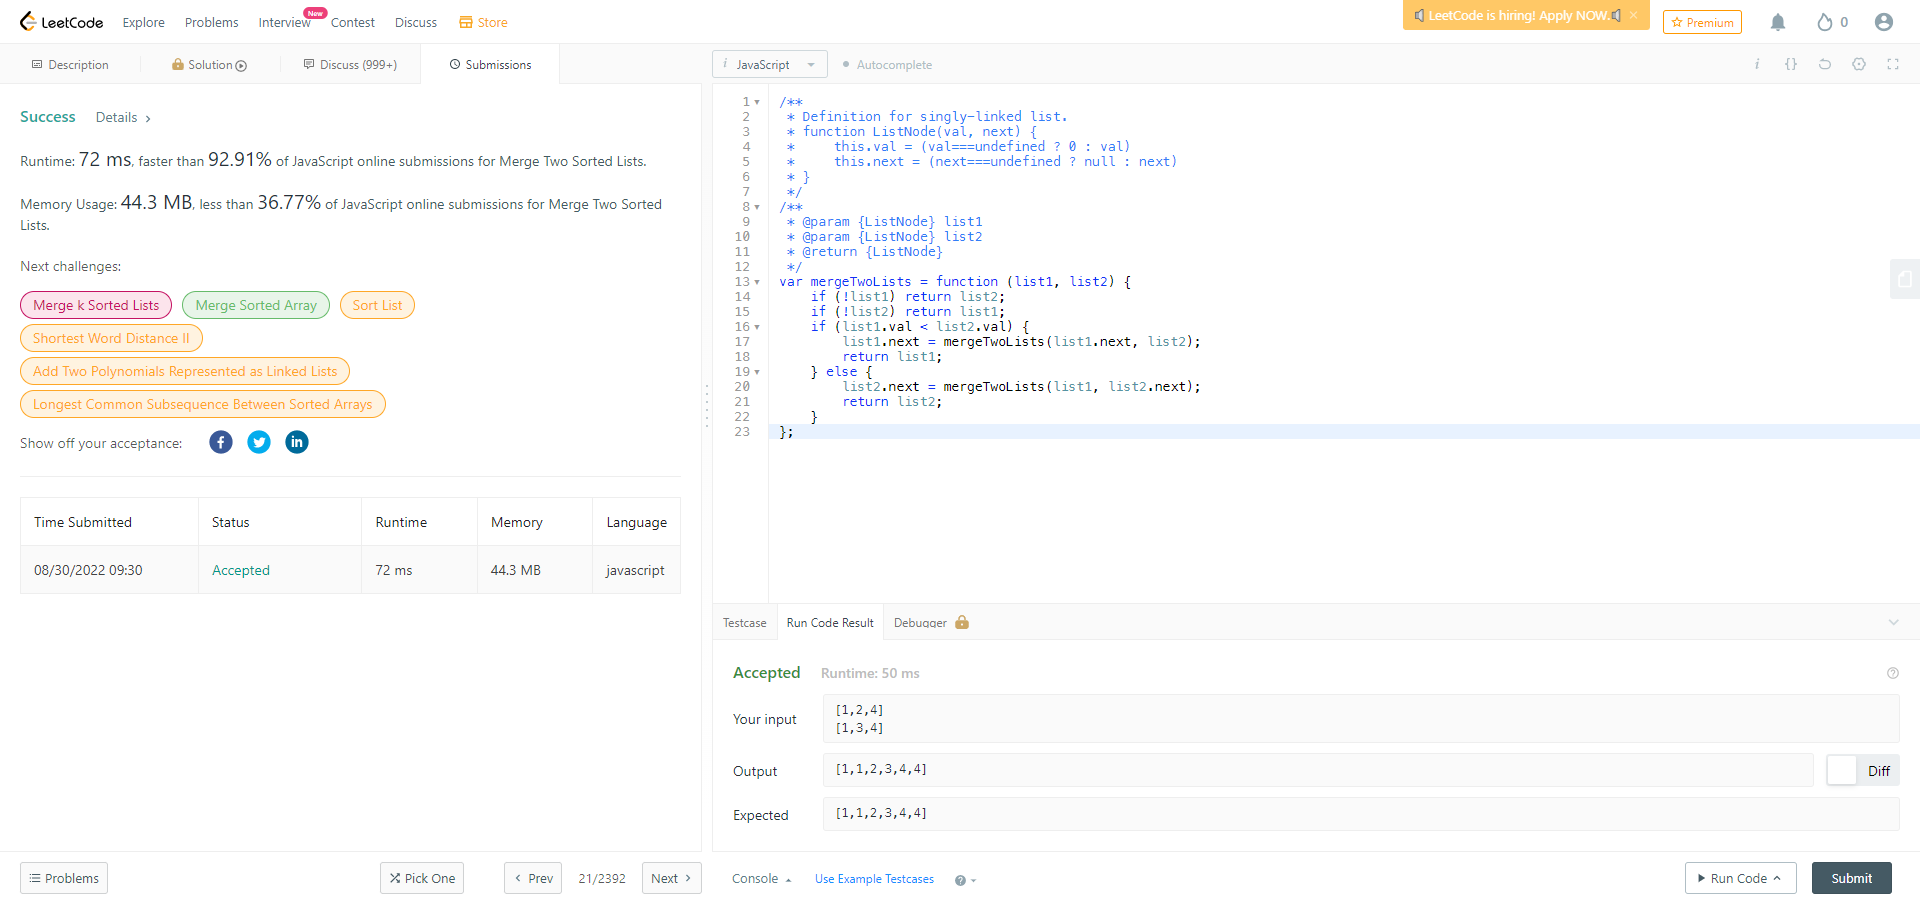 LeetCode
Explore
Problems
Interview
New
Contest
Discuss
Store
LeetCode is hiring! Apply NOW.
Premium
0
Description
Solution
Discuss (999+)
Submissions
i JavaScript
Autocomplete
i {}
Success Details >
Runtime: 72 ms, faster than 92.91% of JavaScript online submissions for Merge Two Sorted Lists.
Memory Usage: 44.3 MB, less than 36.77% of JavaScript online submissions for Merge Two Sorted
Lists.
Next challenges:
Merge k Sorted Lists
Merge Sorted Array
Sort List
Shortest Word Distance II
Add Two Polynomials Represented as Linked Lists
Longest Common Subsequence Between Sorted Arrays
Show off your acceptance:
Time Submitted Status Runtime Memory Language
08/30/2022 09:30 Accepted 72 ms 44.3 MB javascript
1 /**
2  * Definition for singly-linked list.
3  * function ListNode(val, next) {
4  *     this.val = (val===undefined ? 0 : val)
5  *     this.next = (next===undefined ? null : next)
6  * }
7  */
8 /**
9  * @param {ListNode} list1
10  * @param {ListNode} list2
11  * @return {ListNode}
12  */
13 var mergeTwoLists = function (list1, list2) {
14     if (!list1) return list2;
15     if (!list2) return list1;
16     if (list1.val < list2.val) {
17         list1.next = mergeTwoLists(list1.next, list2);
18         return list1;
19     } else {
20         list2.next = mergeTwoLists(list1, list2.next);
21         return list2;
22     }
23 };
Testcase
Run Code Result
Debugger
Accepted Runtime: 50 ms
Your input
[1,2,4]
[1,3,4]
Output
[1,1,2,3,4,4]
Diff
Expected
[1,1,2,3,4,4]
Problems
Pick One
< Prev
21/2392
Next >
Console
Use Example Testcases
?
Run Code
Submit